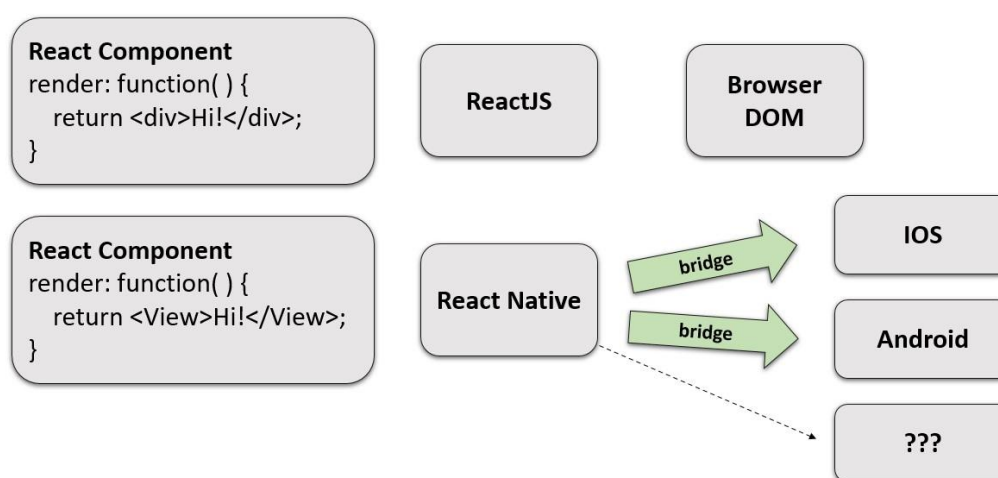 React Component
render: function( ) {
return <div>Hi!</div>;
}
ReactJS
Browser
DOM
React Component
render: function( ) {
return <View>Hi!</View>;
}
React Native
bridge
bridge
IOS
Android
???